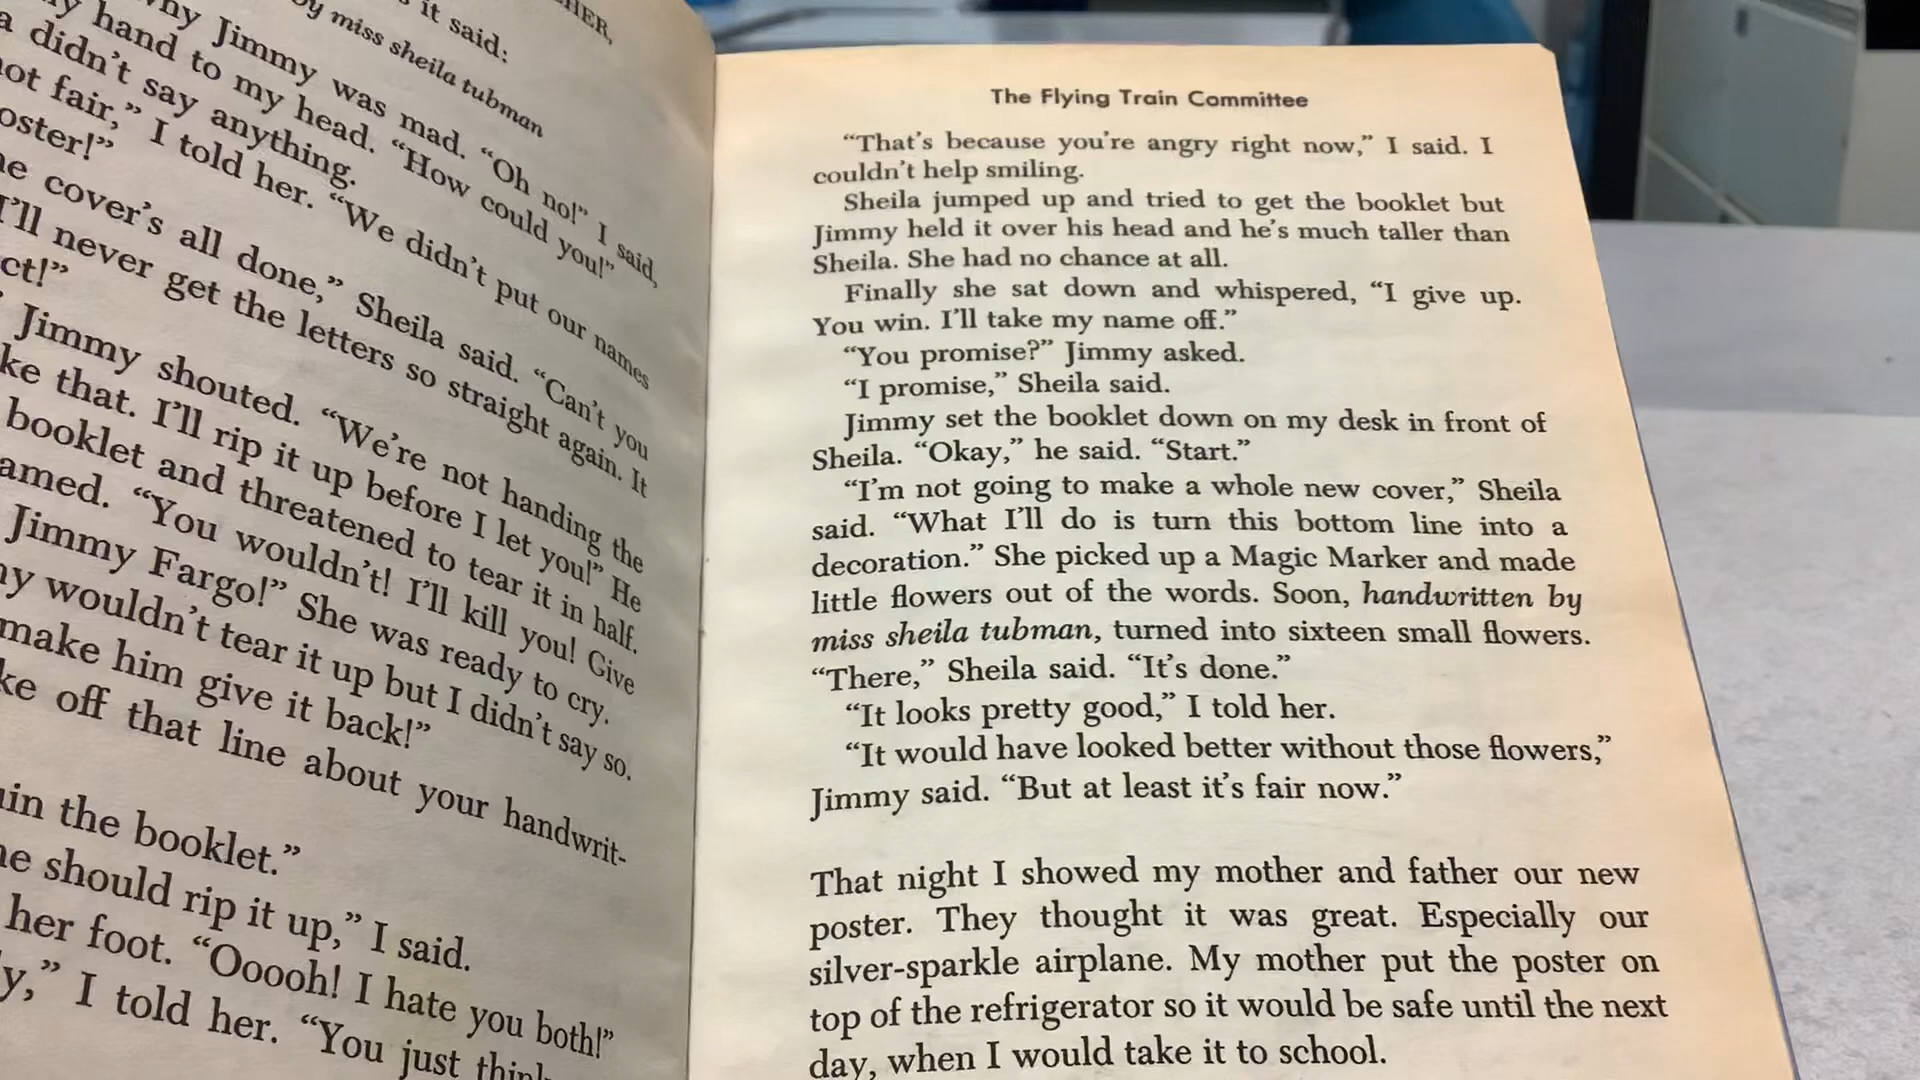 HER,
it said:
by miss sheila tubman
why Jimmy was mad. “Oh no!” I said,
hand to my head. “How could you!”
didn’t say anything.
not fair,” I told her. “We didn’t put our names
poster!”
cover’s all done,” Sheila said. “Can’t you
I’ll never get the letters so straight again. It
Jimmy shouted. “We’re not handing the
that. I’ll rip it up before I let you!” He
booklet and threatened to tear it in half.
“You wouldn’t! I’ll kill you! Give
Jimmy Fargo!” She was ready to cry.
wouldn’t tear it up but I didn’t say so.
make him give it back!”
off that line about your handwrit-
in the booklet.”
should rip it up,” I said.
her foot. “Ooooh! I hate you both!”
I told her. “You just
The Flying Train Committee
“That’s because you’re angry right now,” I said. I
couldn’t help smiling.
Sheila jumped up and tried to get the booklet but
Jimmy held it over his head and he’s much taller than
Sheila. She had no chance at all.
Finally she sat down and whispered, “I give up.
You win. I’ll take my name off.”
“You promise?” Jimmy asked.
“I promise,” Sheila said.
Jimmy set the booklet down on my desk in front of
Sheila. “Okay,” he said. “Start.”
“I’m not going to make a whole new cover,” Sheila
said. “What I’ll do is turn this bottom line into a
decoration.” She picked up a Magic Marker and made
little flowers out of the words. Soon, handwritten by
miss sheila tubman, turned into sixteen small flowers.
“There,” Sheila said. “It’s done.”
“It looks pretty good,” I told her.
“It would have looked better without those flowers,”
Jimmy said. “But at least it’s fair now.”
That night I showed my mother and father our new
poster. They thought it was great. Especially our
silver-sparkle airplane. My mother put the poster on
top of the refrigerator so it would be safe until the next
day, when I would take it to school.